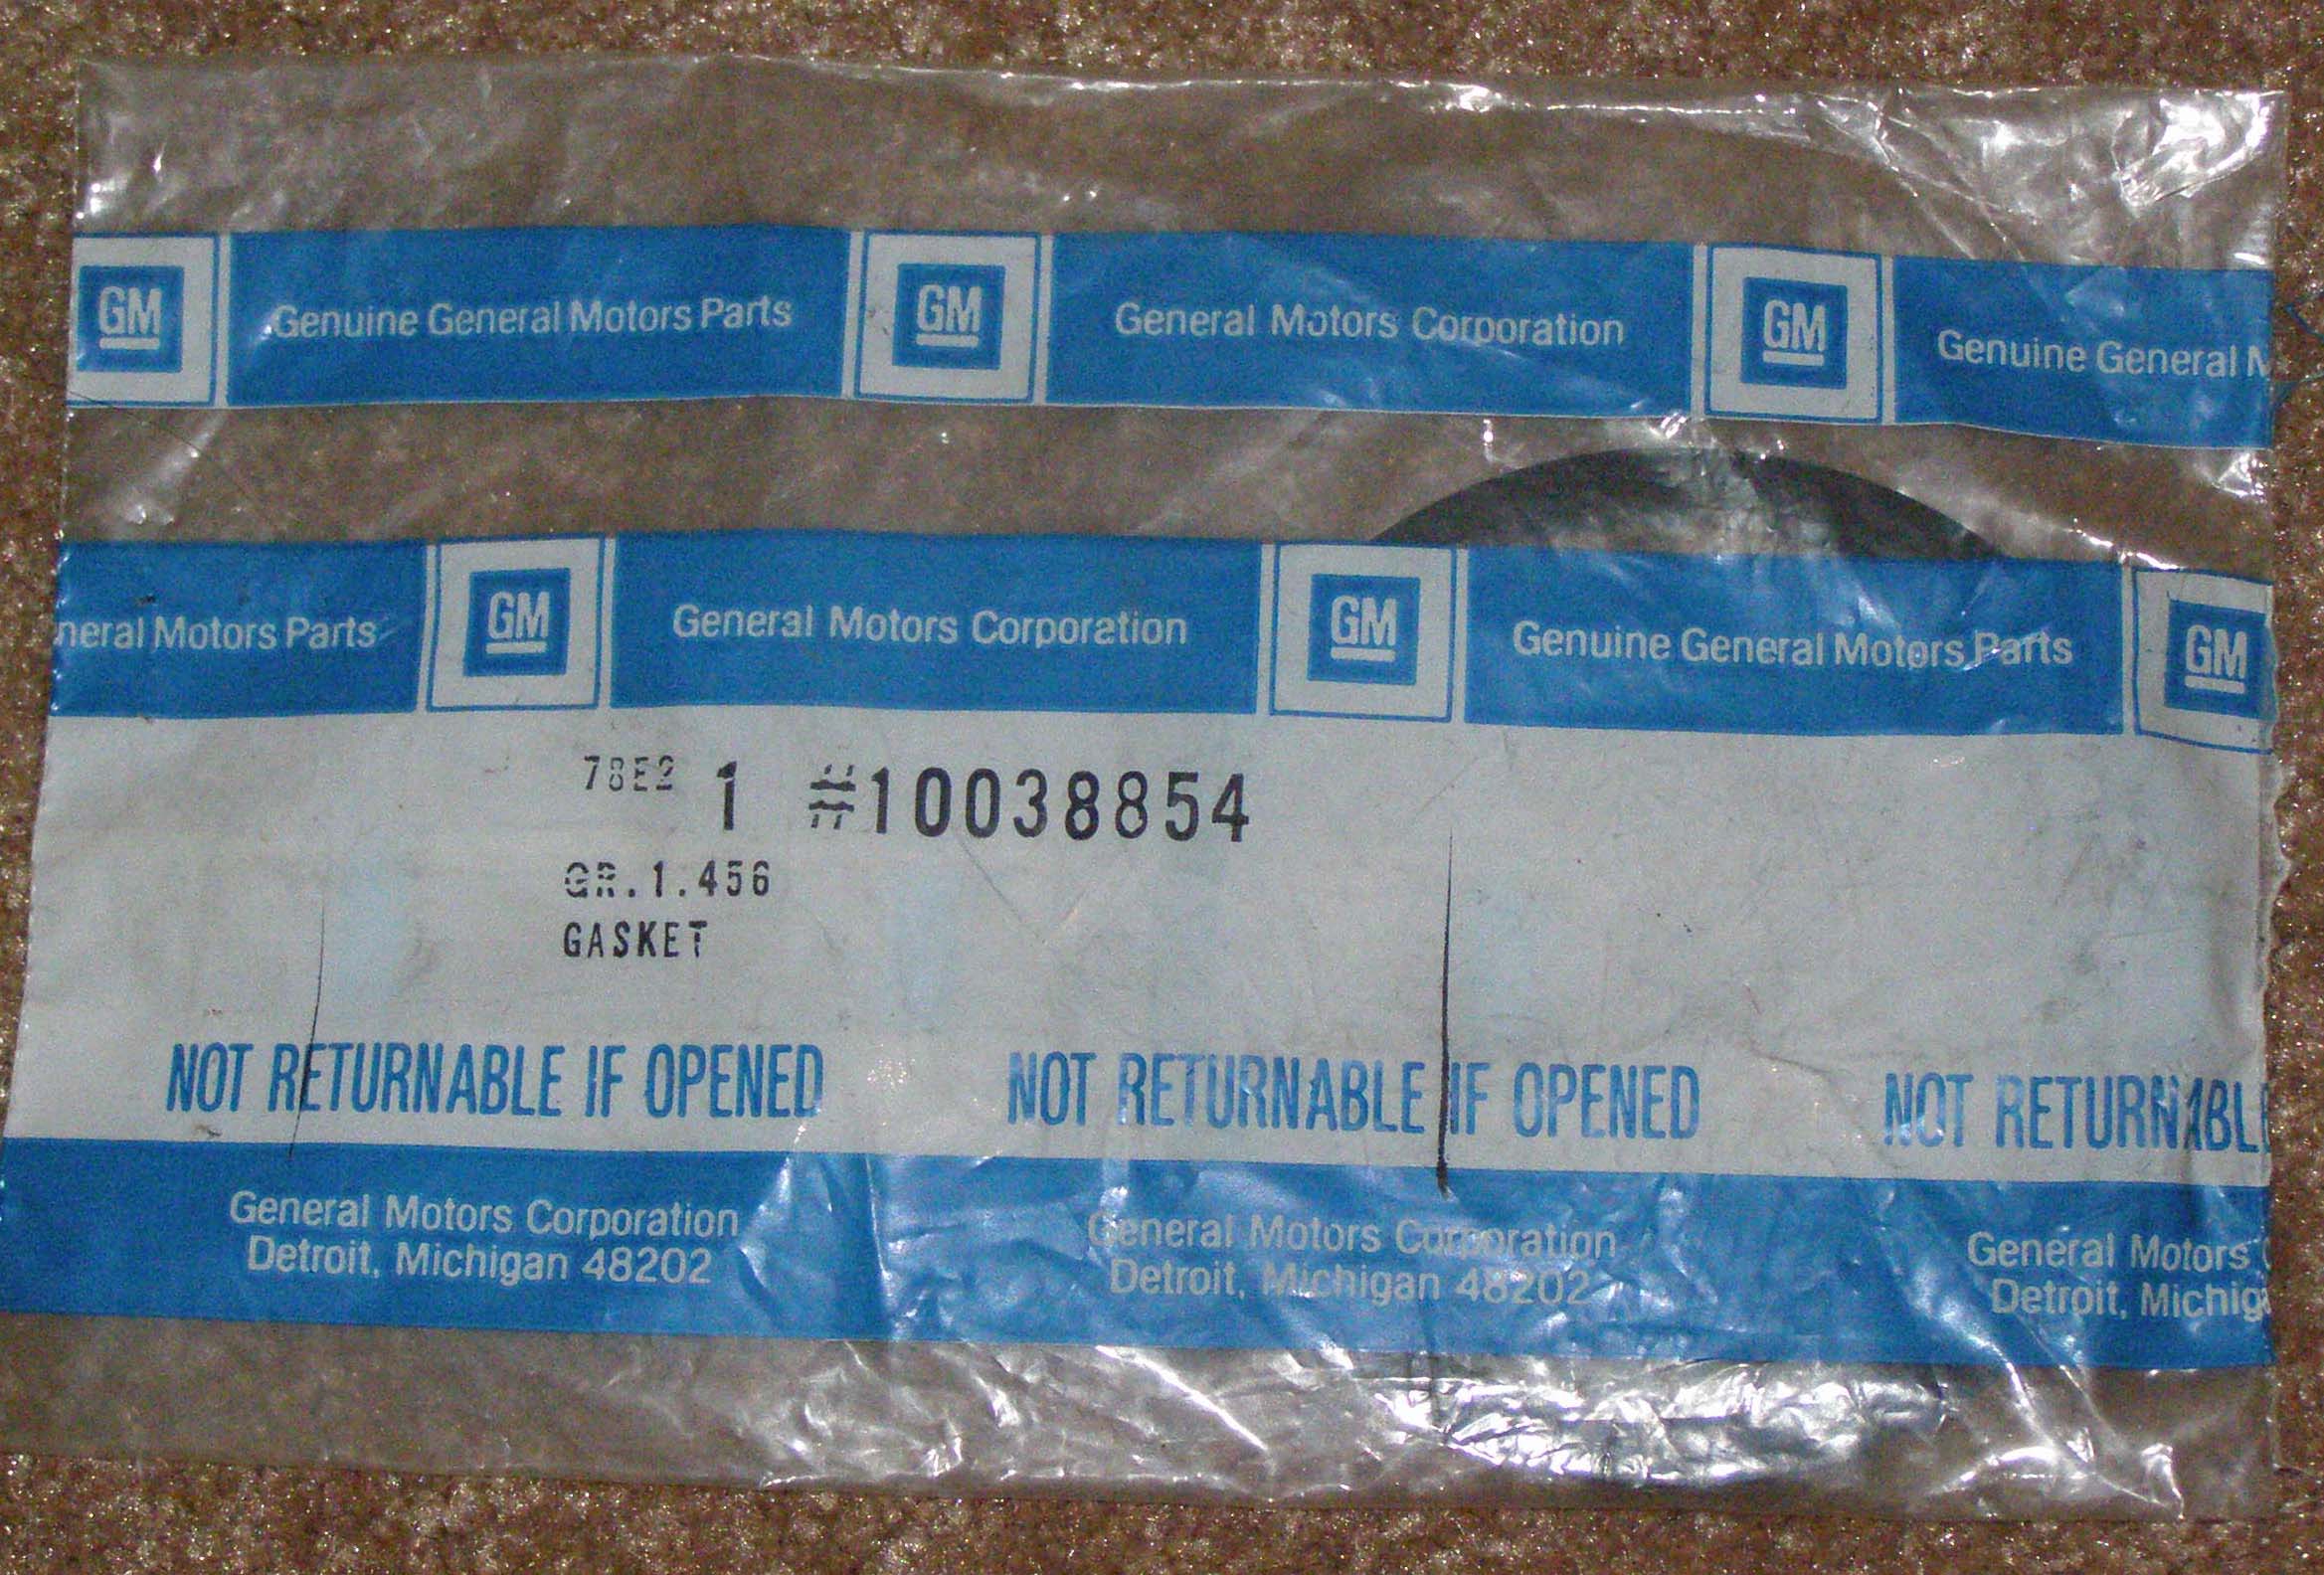 GM Genuine General Motors Parts GM General Motors Corporation GM Genuine General M
neral Motors Parts GM General Motors Corporation GM Genuine General Motors Parts GM
78E2 1 #10038854
GR.1.456
GASKET
NOT RETURNABLE IF OPENED NOT RETURNABLE IF OPENED NOT RETURNABLE
General Motors Corporation General Motors Corporation General Motors
Detroit, Michigan 48202 Detroit, Michigan 48202 Detroit, Michiga